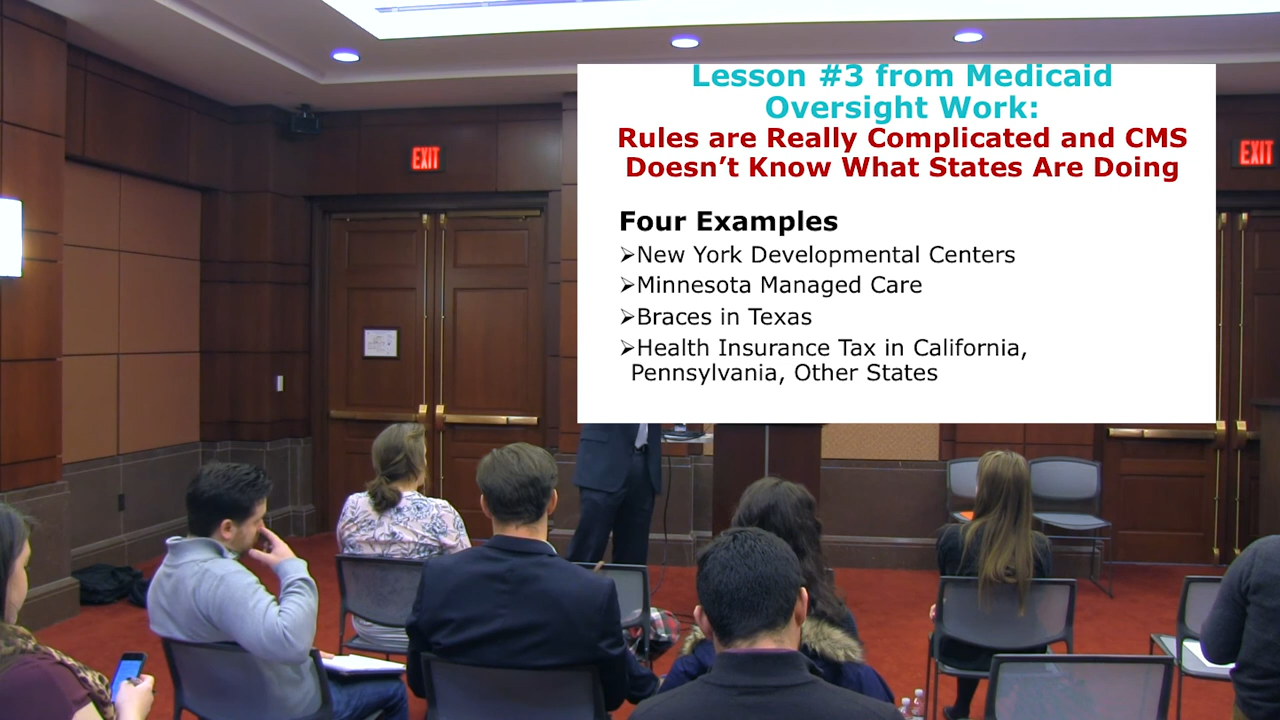 Lesson #3 from Medicaid
Oversight Work:
Rules are Really Complicated and CMS
Doesn’t Know What States Are Doing
EXIT
EXIT
Four Examples
➢New York Developmental Centers
➢Minnesota Managed Care
➢Braces in Texas
➢Health Insurance Tax in California,
Pennsylvania, Other States